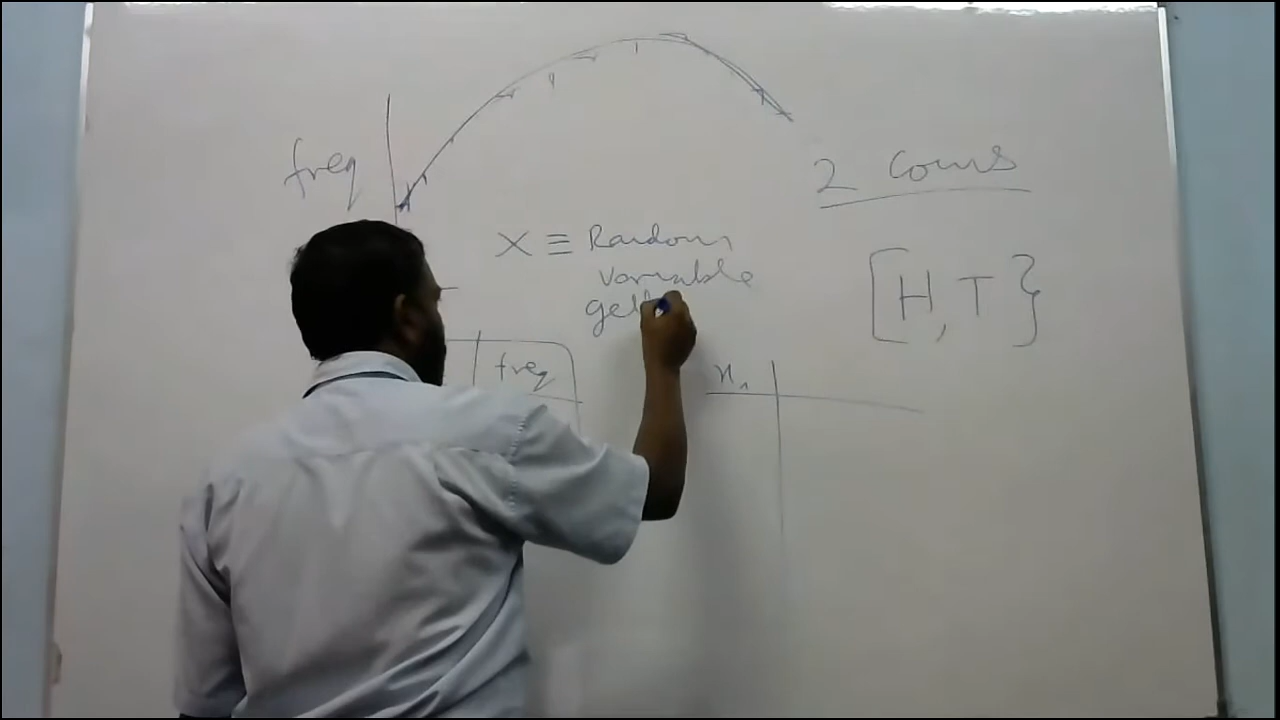 freq
2 Coins
X ≡ Random
variable
{H, T}
freq